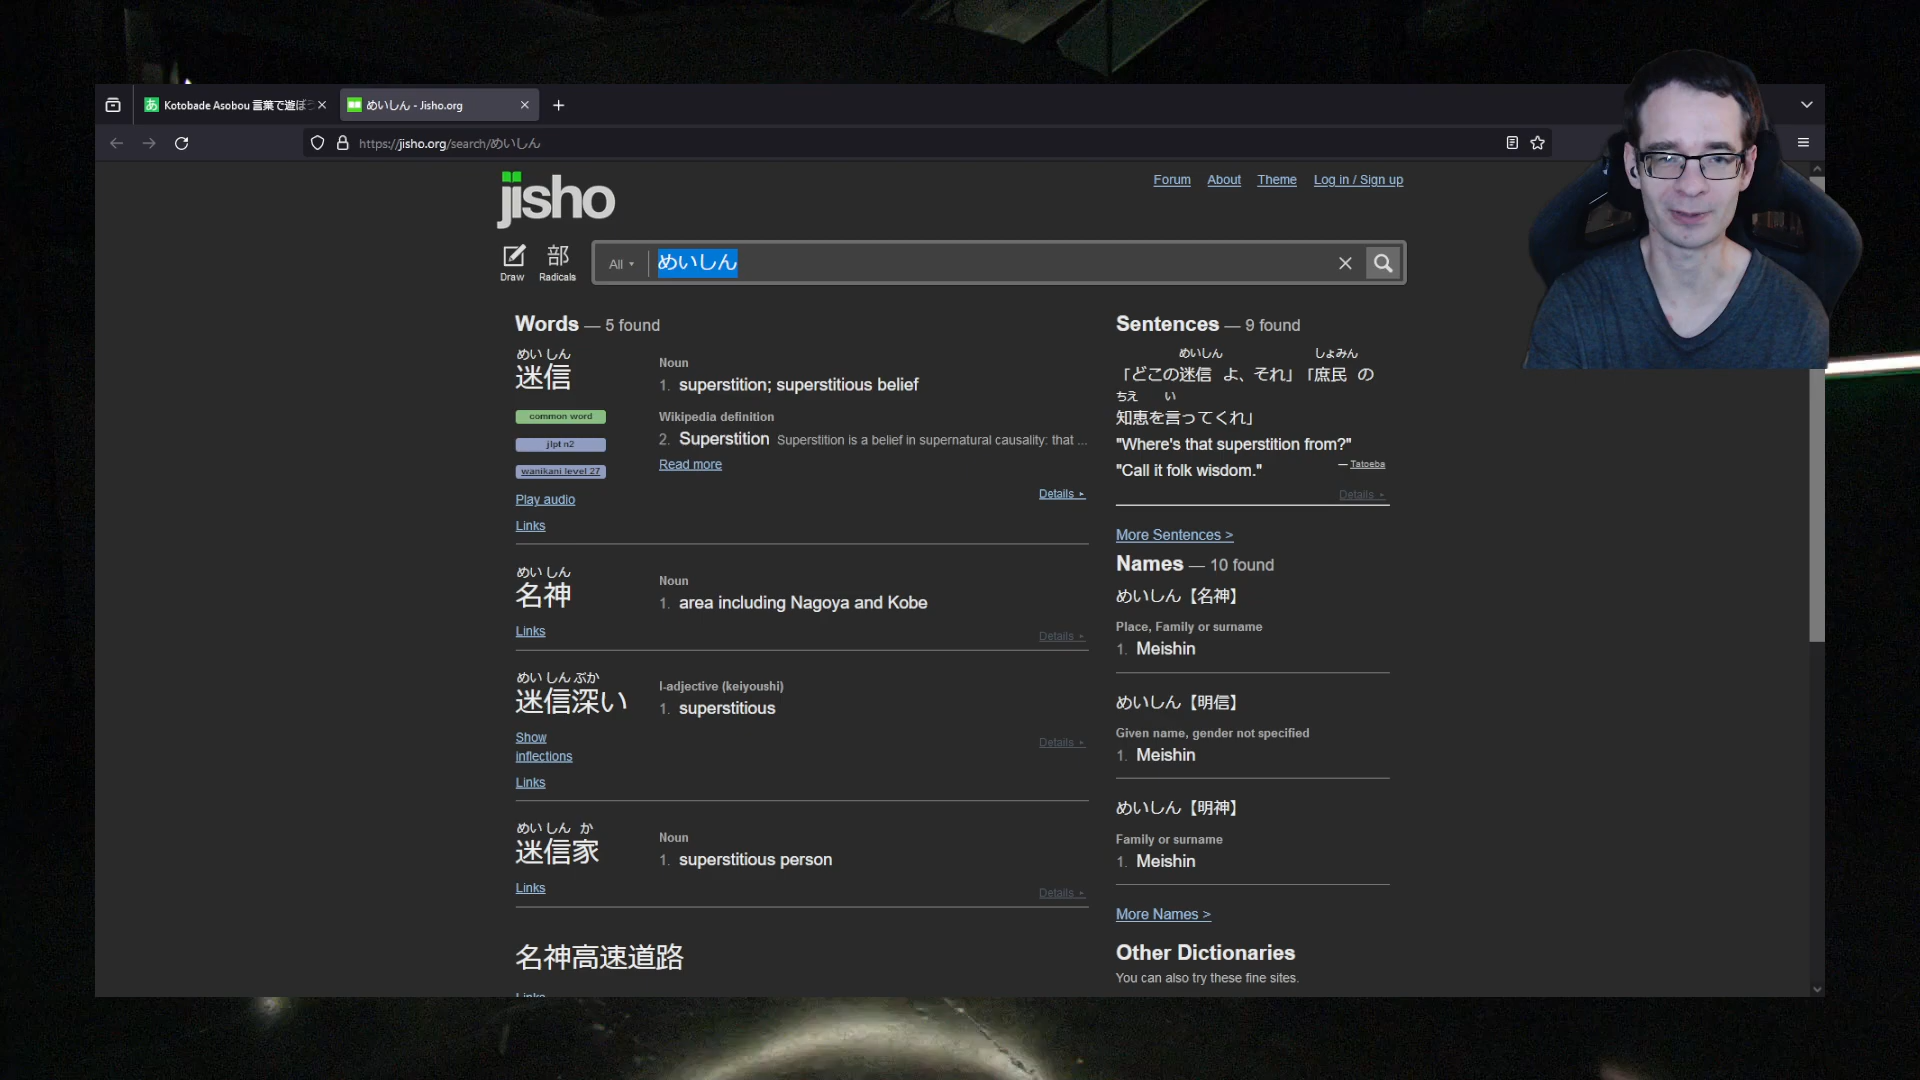 Kotobade Asobou 言葉で遊ぼう
めいしん - Jisho.org
https://jisho.org/search/めいしん
jisho
Forum About Theme Log in / Sign up
Draw
部
Radicals
All
めいしん
Words — 5 found
めい しん
迷信
common word
jlpt n2
wanikani level 27
Play audio
Links
Noun
1. superstition; superstitious belief
Wikipedia definition
2. Superstition Superstition is a belief in supernatural causality: that ...
Read more
Details
めい しん
名神
Links
Noun
1. area including Nagoya and Kobe
Details
めい しん ぶか
迷信深い
Show
inflections
Links
I-adjective (keiyoushi)
1. superstitious
Details
めい しん か
迷信家
Links
Noun
1. superstitious person
Details
名神高速道路
Links
Sentences — 9 found
めいしん しょみん
「どこの迷信 よ、それ」「庶民 の
ちえ い
知恵を言ってくれ」
"Where's that superstition from?"
"Call it folk wisdom."
— Tatoeba
Details
More Sentences >
Names — 10 found
めいしん【名神】
Place, Family or surname
1. Meishin
めいしん【明信】
Given name, gender not specified
1. Meishin
めいしん【明神】
Family or surname
1. Meishin
More Names >
Other Dictionaries
You can also try these fine sites.